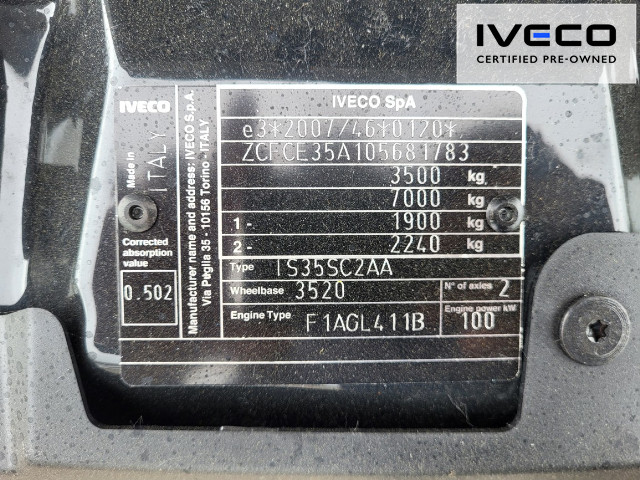 IVECO
CERTIFIED PRE-OWNED
IVECO
IVECO SpA
e3*2007/46*0120*
ZCFCE35A105681783
3500 kg
7000 kg
1- 1900 kg
2- 2240 kg
Type IS35SC2AA
Wheelbase 3520
N° of axles 2
Engine Type F1AGL411B
Engine power kW 100
Made in ITALY
Corrected absorption value
0.502
Manufacturer name and address: IVECO S.p.A.
Via Puglia 35 - 10156 Torino - ITALY